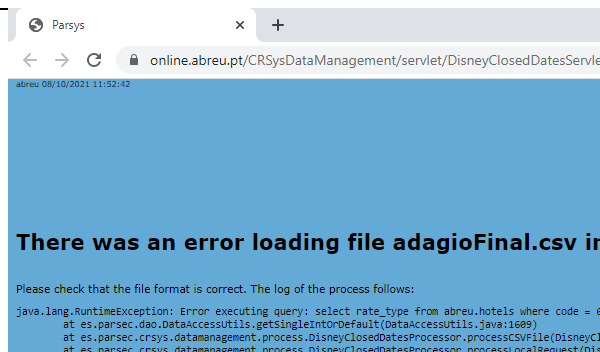 Parsys
online.abreu.pt/CRSysDataManagement/servlet/DisneyClosedDatesServle
abreu 08/10/2021 11:52:42
There was an error loading file adagioFinal.csv in
Please check that the file format is correct. The log of the process follows:
java.lang.RuntimeException: Error executing query: select rate_type from abreu.hotels where code =
at es.parsec.dao.DataAccessUtils.getSingleIntOrDefault(DataAccessUtils.java:1609)
at es.parsec.crsys.datamanagement.process.DisneyClosedDatesProcessor.processCSVFile(DisneyCl
at es.parsec.crsys.datamanagement.process.DisneyClosedDatesProcessor.processLocalRequest(Dis